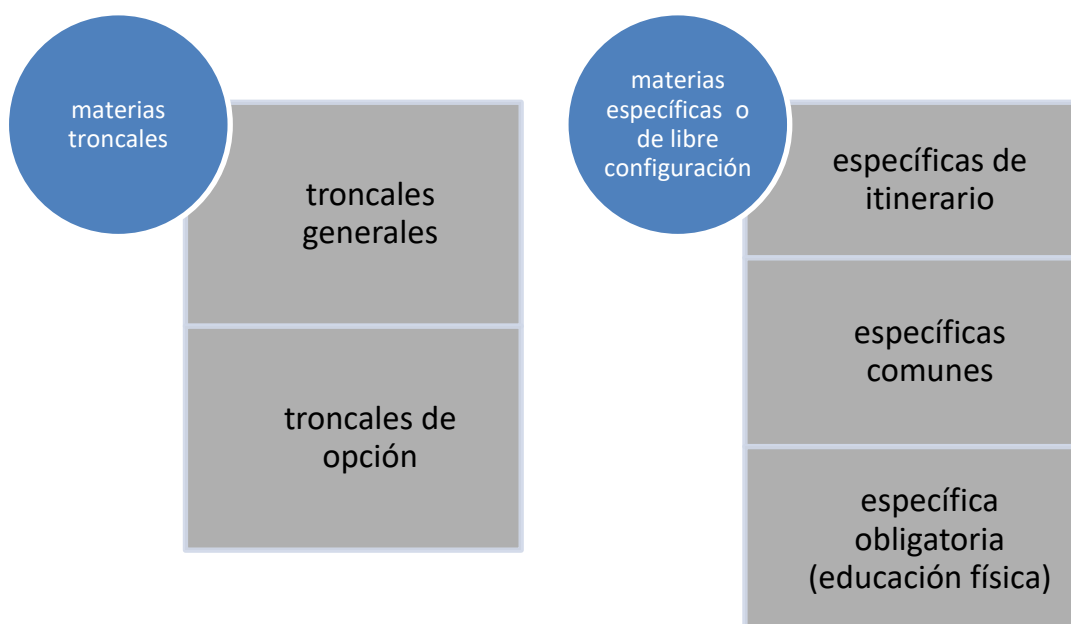 materias
troncales
troncales
generales
troncales de
opción
materias
específicas o
de libre
configuración
específicas de
itinerario
específicas
comunes
específica
obligatoria
(educación física)